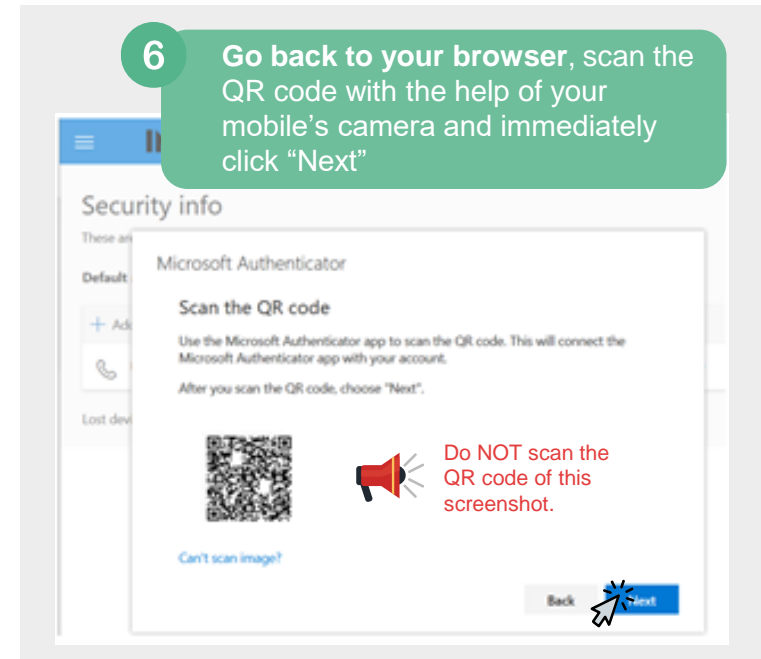 6
Go back to your browser, scan the
QR code with the help of your
mobile's camera and immediately
click “Next”
Security info
These
Default
Microsoft Authenticator
Scan the QR code
Use the Microsoft Authenticator app to scan the QR code. This will connect the
Microsoft Authenticator app with your account.
After you scan the QR code, choose "Next".
Lost
Do NOT scan the
QR code of this
screenshot.
Can't scan image?
Back
Next